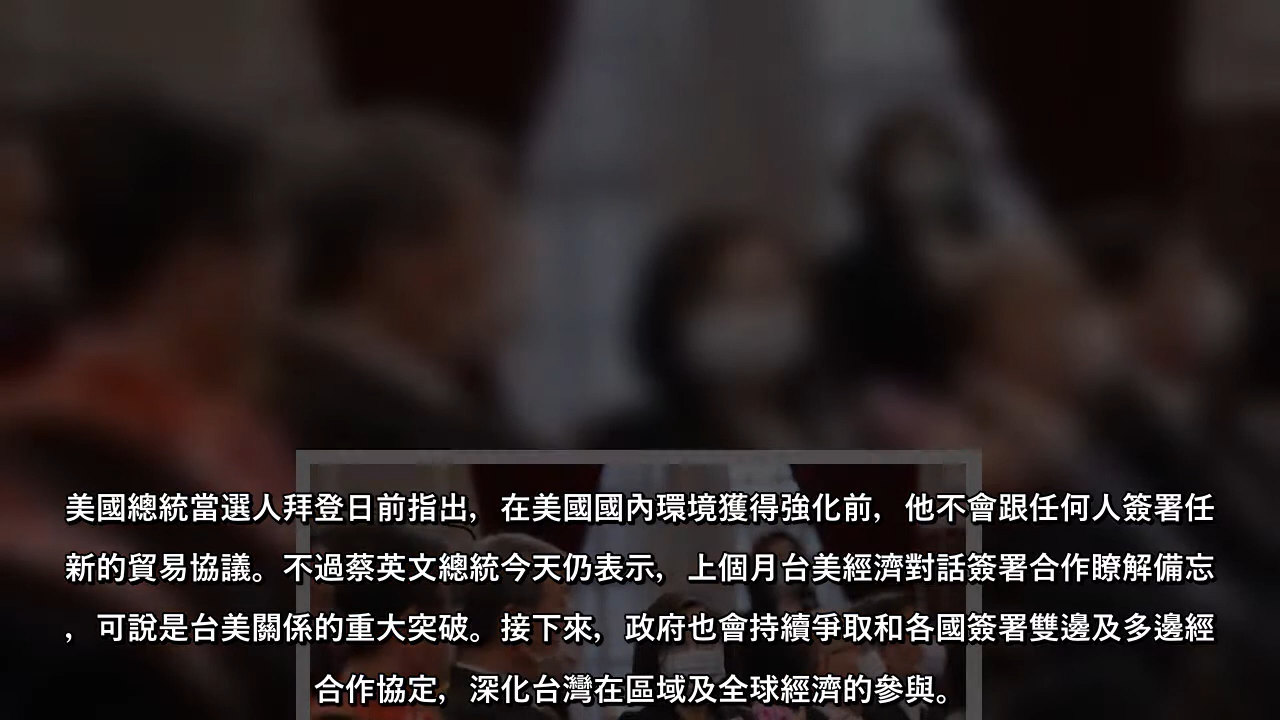 美國總統當選人拜登日前指出，在美國國內環境獲得強化前，他不會跟任何人簽署任
新的貿易協議。不過蔡英文總統今天仍表示，上個月台美經濟對話簽署合作瞭解備忘
，可說是台美關係的重大突破。接下來，政府也會持續爭取和各國簽署雙邊及多邊經
合作協定，深化台灣在區域及全球經濟的參與。